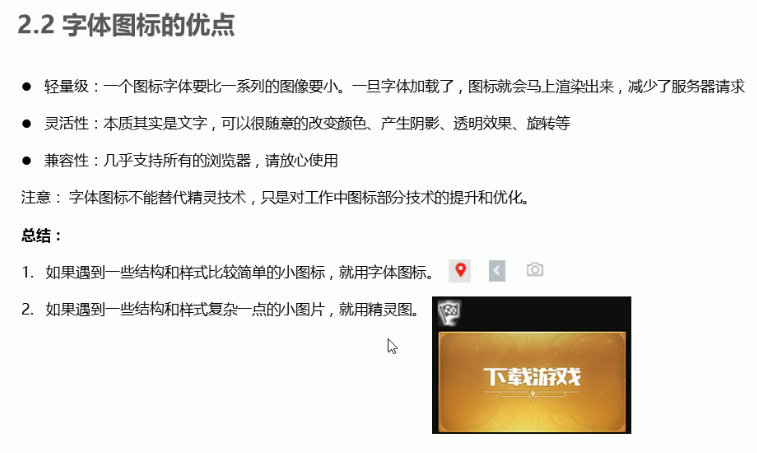 2.2 字体图标的优点
● 轻量级：一个图标字体要比一系列的图像要小。一旦字体加载了，图标就会马上渲染出来，减少了服务器请求
● 灵活性：本质其实是文字，可以很随意的改变颜色、产生阴影、透明效果、旋转等
● 兼容性：几乎支持所有的浏览器，请放心使用
注意： 字体图标不能替代精灵技术，只是对工作中图标部分技术的提升和优化。
总结：
1. 如果遇到一些结构和样式比较简单的小图标，就用字体图标。
2. 如果遇到一些结构和样式复杂一点的小图片，就用精灵图。
下载游戏